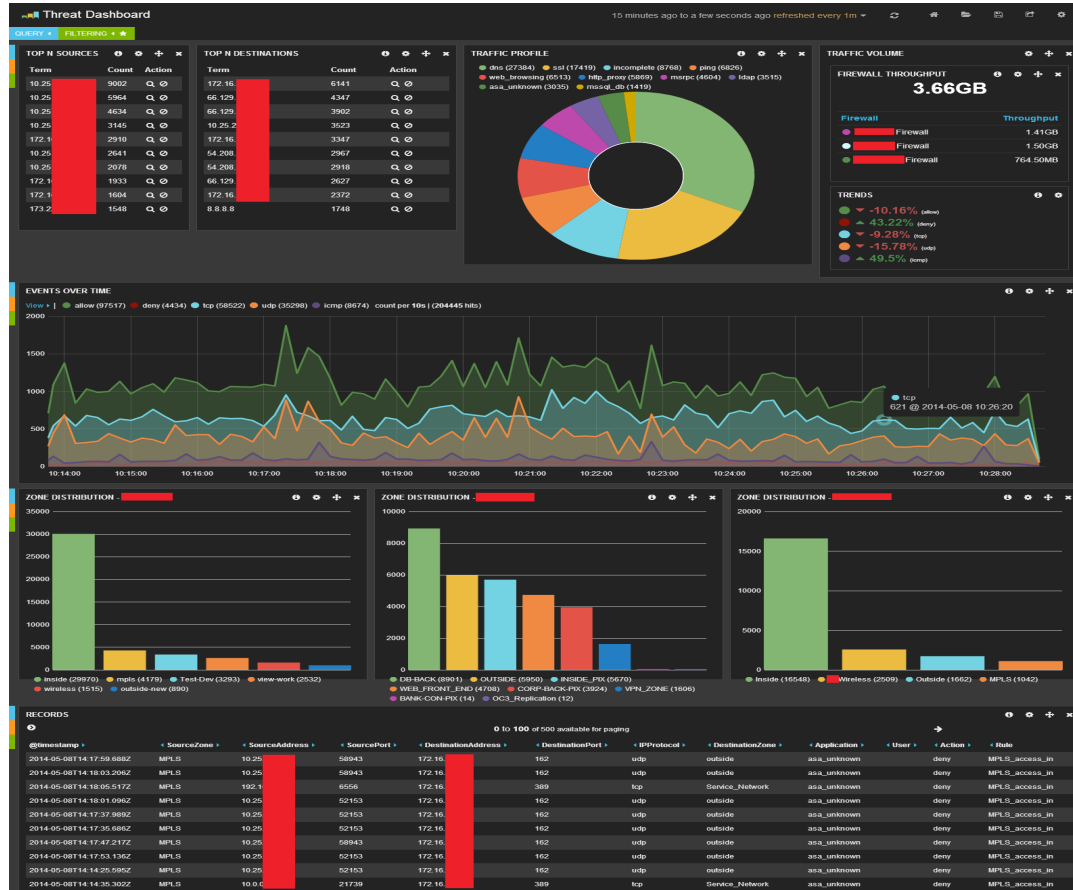 Threat Dashboard
15 minutes ago to a few seconds ago refreshed every 1m
QUERY
FILTERING
TOP N SOURCES
Term Count Action
10.25 9002
5964
10.25 4634
10.25 3145
172.1 2910
10.25 2641
10.25 2078
172.1 1933
172.1 1604
173.2 1548
TOP N DESTINATIONS
Term Count Action
172.16. 6141
66.129. 4347
66.129. 3902
10.25.2 3523
172.16. 3347
54.208. 2967
54.208. 2918
66.129. 2627
172.16. 2372
8.8.8.8 1748
TRAFFIC PROFILE
dns (27384) ssl (17419) incomplete (8768) ping (6826)
web_browsing (6513) http_proxy (5869) msrpc (4604) ldap (3515)
asa_unknown (3035) mssql_db (1419)
TRAFFIC VOLUME
FIREWALL THROUGHPUT
3.66GB
Firewall Throughput
Firewall 1.41GB
Firewall 1.50GB
Firewall 764.50MB
TRENDS
-10.16% (allow)
43.22% (deny)
-9.28% (tcp)
-15.78% (udp)
49.5% (icmp)
EVENTS OVER TIME
View | allow (97517) deny (4434) tcp (58522) udp (35298) icmp (8674) count per 10s | (204445 hits)
2000
1500
1000
500
0
tcp
621 @ 2014-05-08 10:26:20
10:14:00 10:15:00 10:16:00 10:17:00 10:18:00 10:19:00 10:20:00 10:21:00 10:22:00 10:23:00 10:24:00 10:25:00 10:26:00 10:27:00 10:28:00
ZONE DISTRIBUTION -
35000
30000
25000
20000
15000
10000
5000
0
inside (29970) mpls (4179) Test-Dev (3293) view-work (2532)
wireless (1515) outside-new (890)
ZONE DISTRIBUTION -
10000
8000
6000
4000
2000
0
DB-BACK (8901) OUTSIDE (5950) INSIDE_PIX (5670)
WEB_FRONT_END (4708) CORP-BACK-PIX (3924) VPN_ZONE (1606)
BANK-CON-PIX (14) OC3_Replication (12)
ZONE DISTRIBUTION -
20000
15000
10000
5000
0
Inside (16548) Wireless (2509) Outside (1662) MPLS (1042)
RECORDS
0 to 100 of 500 available for paging
@timestamp SourceZone SourceAddress SourcePort DestinationAddress DestinationPort IPProtocol DestinationZone Application User Action Rule
2014-05-08T14:17:59.688Z MPLS 10.25 58943 172.16. 162 udp outside asa_unknown deny MPLS_access_in
2014-05-08T14:18:03.206Z MPLS 10.25 52153 172.16. 162 udp outside asa_unknown deny MPLS_access_in
2014-05-08T14:18:05.517Z MPLS 192.1 6556 172.16. 389 tcp Service_Network asa_unknown deny MPLS_access_in
2014-05-08T14:18:01.096Z MPLS 10.25 52153 172.16. 162 udp outside asa_unknown deny MPLS_access_in
2014-05-08T14:17:37.989Z MPLS 10.25 52153 172.16. 162 udp outside asa_unknown deny MPLS_access_in
2014-05-08T14:17:35.686Z MPLS 10.25 52153 172.16. 162 udp outside asa_unknown deny MPLS_access_in
2014-05-08T14:17:47.217Z MPLS 10.25 58943 172.16. 162 udp outside asa_unknown deny MPLS_access_in
2014-05-08T14:17:53.136Z MPLS 10.25 52153 172.16. 162 udp outside asa_unknown deny MPLS_access_in
2014-05-08T14:14:25.595Z MPLS 10.25 52153 172.16. 162 udp outside asa_unknown deny MPLS_access_in
2014-05-08T14:14:35.302Z MPLS 10.0.0 21739 172.16. 389 tcp Service_Network asa_unknown deny MPLS_access_in